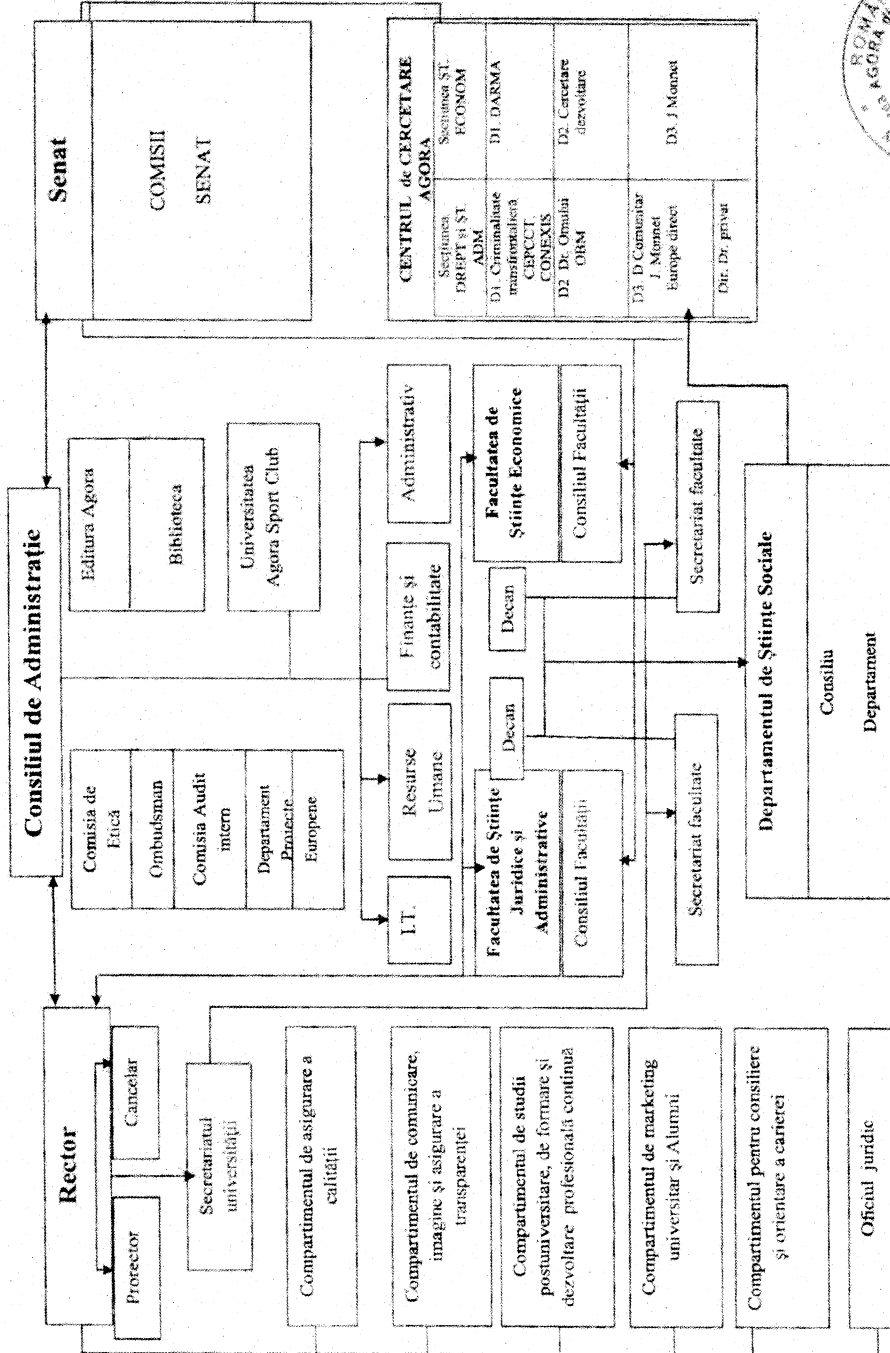 Consiliul de Administrație
Rector
Prorector
Cancelar
Secretariatul
universității
Compartimentul de asigurare a
calității
Compartimentul de comunicare,
imagine și asigurare a
transparenței
Compartimentul de studii
postuniversitare, de formare și
dezvoltare profesională continuă
Compartimentul de marketing
universitar și Alumni
Compartimentul pentru consiliere
și orientare a carierei
Oficiul juridic
Comisia de
Etică
Ombudsman
Comisia Audit
intern
Departament
Proiecte
Europene
Editura Agora
Biblioteca
Universitatea
Agora Sport Club
I.T.
Resurse
Umane
Finanțe și
contabilitate
Administrativ
Facultatea de Științe
Juridice și
Administrative
Consiliul Facultății
Decan
Decan
Facultatea de
Științe Economice
Consiliul Facultății
Secretariat facultate
Secretariat facultate
Departamentul de Științe Sociale
Consiliu
Departament
Senat
COMISII
SENAT
CENTRUL de CERCETARE
AGORA
Secțiunea
DREPT și ȘT.
ADM
Secțiunea ȘT.
ECONOM
D1. Criminalitate
transfrontalieră
CEPCCT,
CONEXIS
D1. DARMA
D2 Dr. Omului
OBM
D2. Cercetare
dezvoltare
D3. D Comunitar
J. Monnet
Europe direct
D3. J Monnet
Dir. Dr. privat
ROMA
AGORA